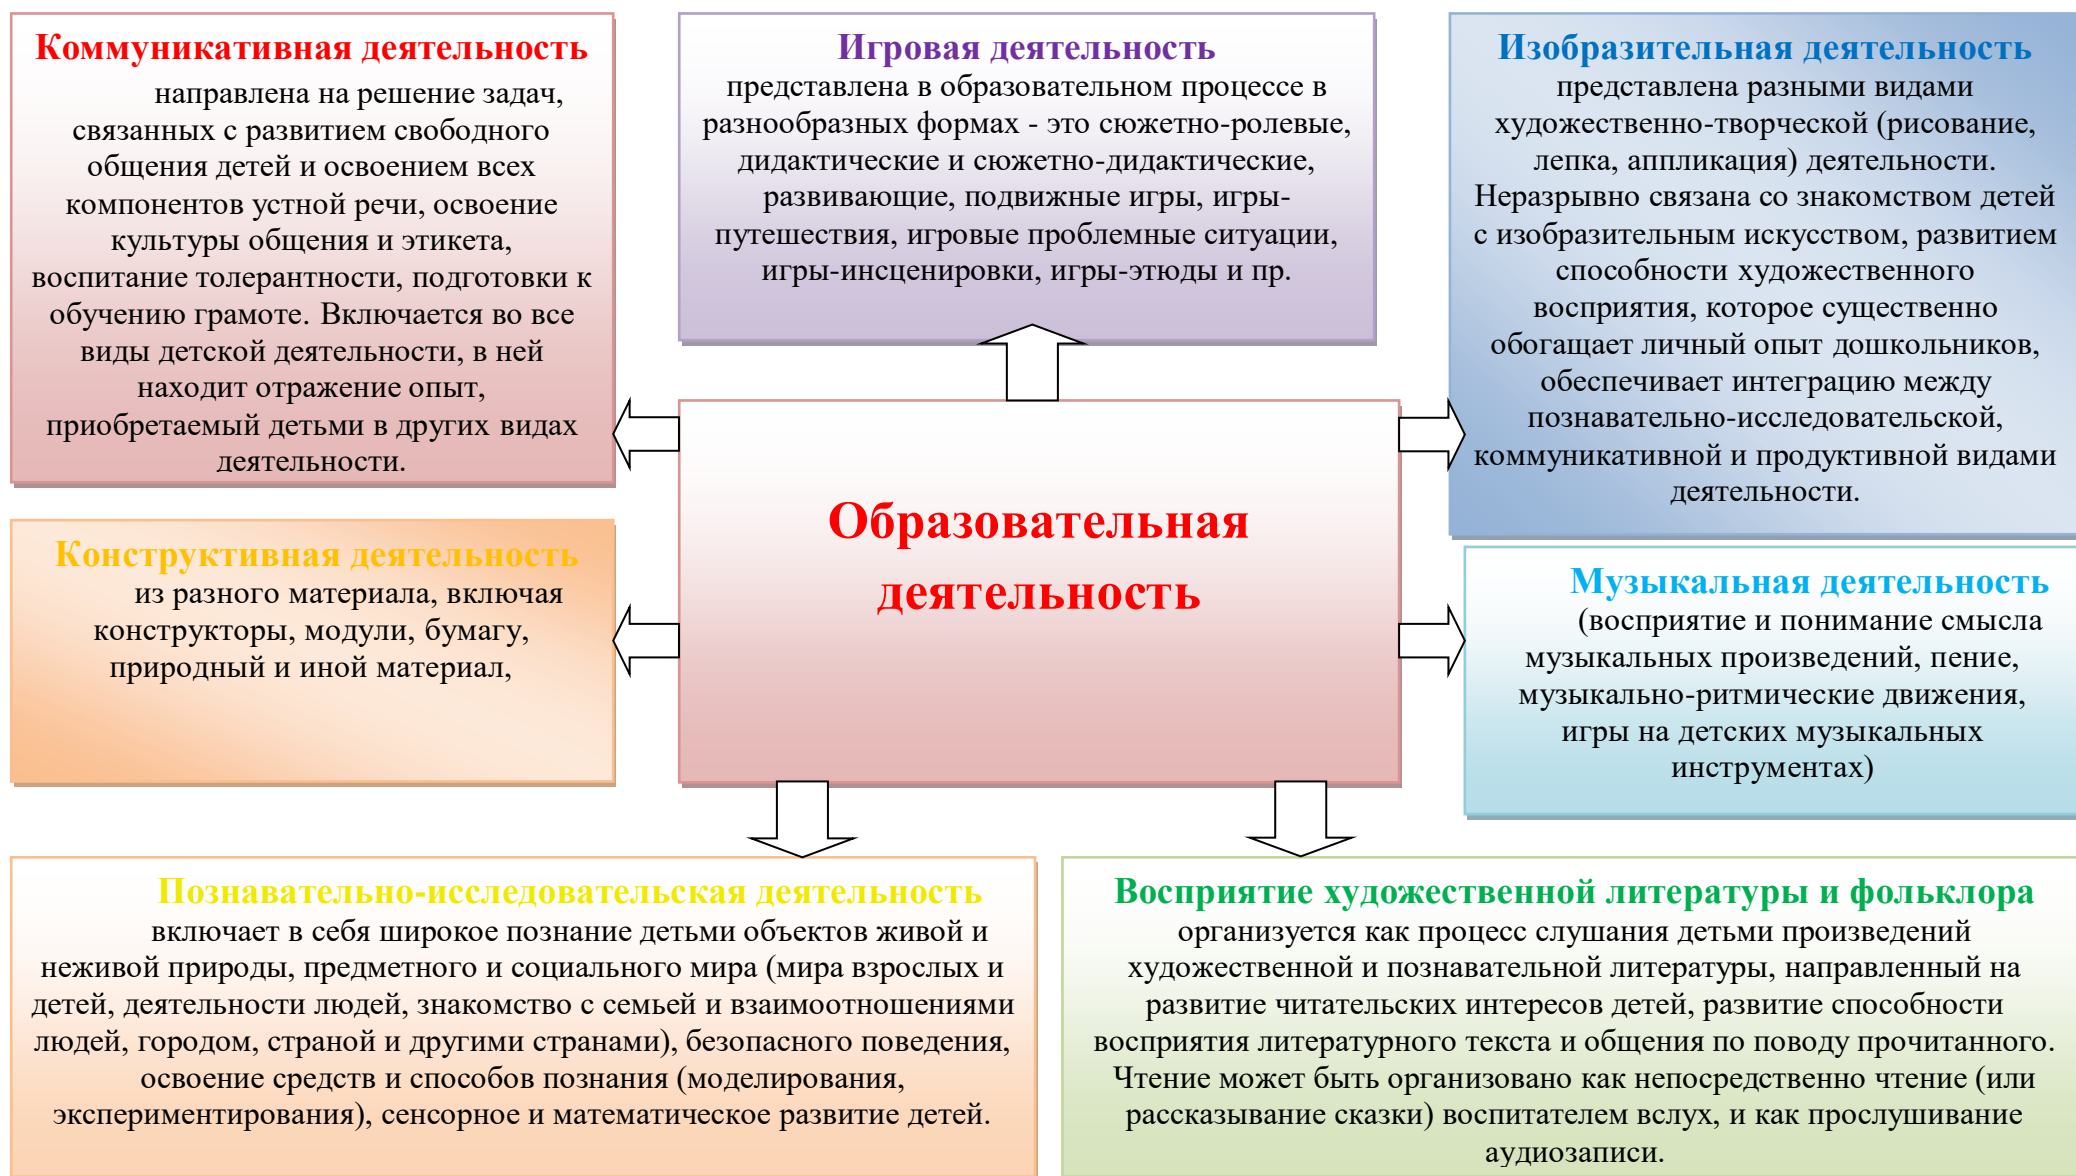 Коммуникативная деятельность
направлена на решение задач,
связанных с развитием свободного
общения детей и освоением всех
компонентов устной речи, освоение
культуры общения и этикета,
воспитание толерантности, подготовки к
обучению грамоте. Включается во все
виды детской деятельности, в ней
находит отражение опыт,
приобретаемый детьми в других видах
деятельности.
Игровая деятельность
представлена в образовательном процессе в
разнообразных формах - это сюжетно-ролевые,
дидактические и сюжетно-дидактические,
развивающие, подвижные игры, игры-
путешествия, игровые проблемные ситуации,
игры-инсценировки, игры-этюды и пр.
Изобразительная деятельность
представлена разными видами
художественно-творческой (рисование,
лепка, аппликация) деятельности.
Неразрывно связана со знакомством детей
с изобразительным искусством, развитием
способности художественного
восприятия, которое существенно
обогащает личный опыт дошкольников,
обеспечивает интеграцию между
познавательно-исследовательской,
коммуникативной и продуктивной видами
деятельности.
Образовательная
деятельность
Конструктивная деятельность
из разного материала, включая
конструкторы, модули, бумагу,
природный и иной материал,
Музыкальная деятельность
(восприятие и понимание смысла
музыкальных произведений, пение,
музыкально-ритмические движения,
игры на детских музыкальных
инструментах)
Познавательно-исследовательская деятельность
включает в себя широкое познание детьми объектов живой и
неживой природы, предметного и социального мира (мира взрослых и
детей, деятельности людей, знакомство с семьей и взаимоотношениями
людей, городом, страной и другими странами), безопасного поведения,
освоение средств и способов познания (моделирования,
экспериментирования), сенсорное и математическое развитие детей.
Восприятие художественной литературы и фольклора
организуется как процесс слушания детьми произведений
художественной и познавательной литературы, направленный на
развитие читательских интересов детей, развитие способности
восприятия литературного текста и общения по поводу прочитанного.
Чтение может быть организовано как непосредственно чтение (или
рассказывание сказки) воспитателем вслух, и как прослушивание
аудиозаписи.